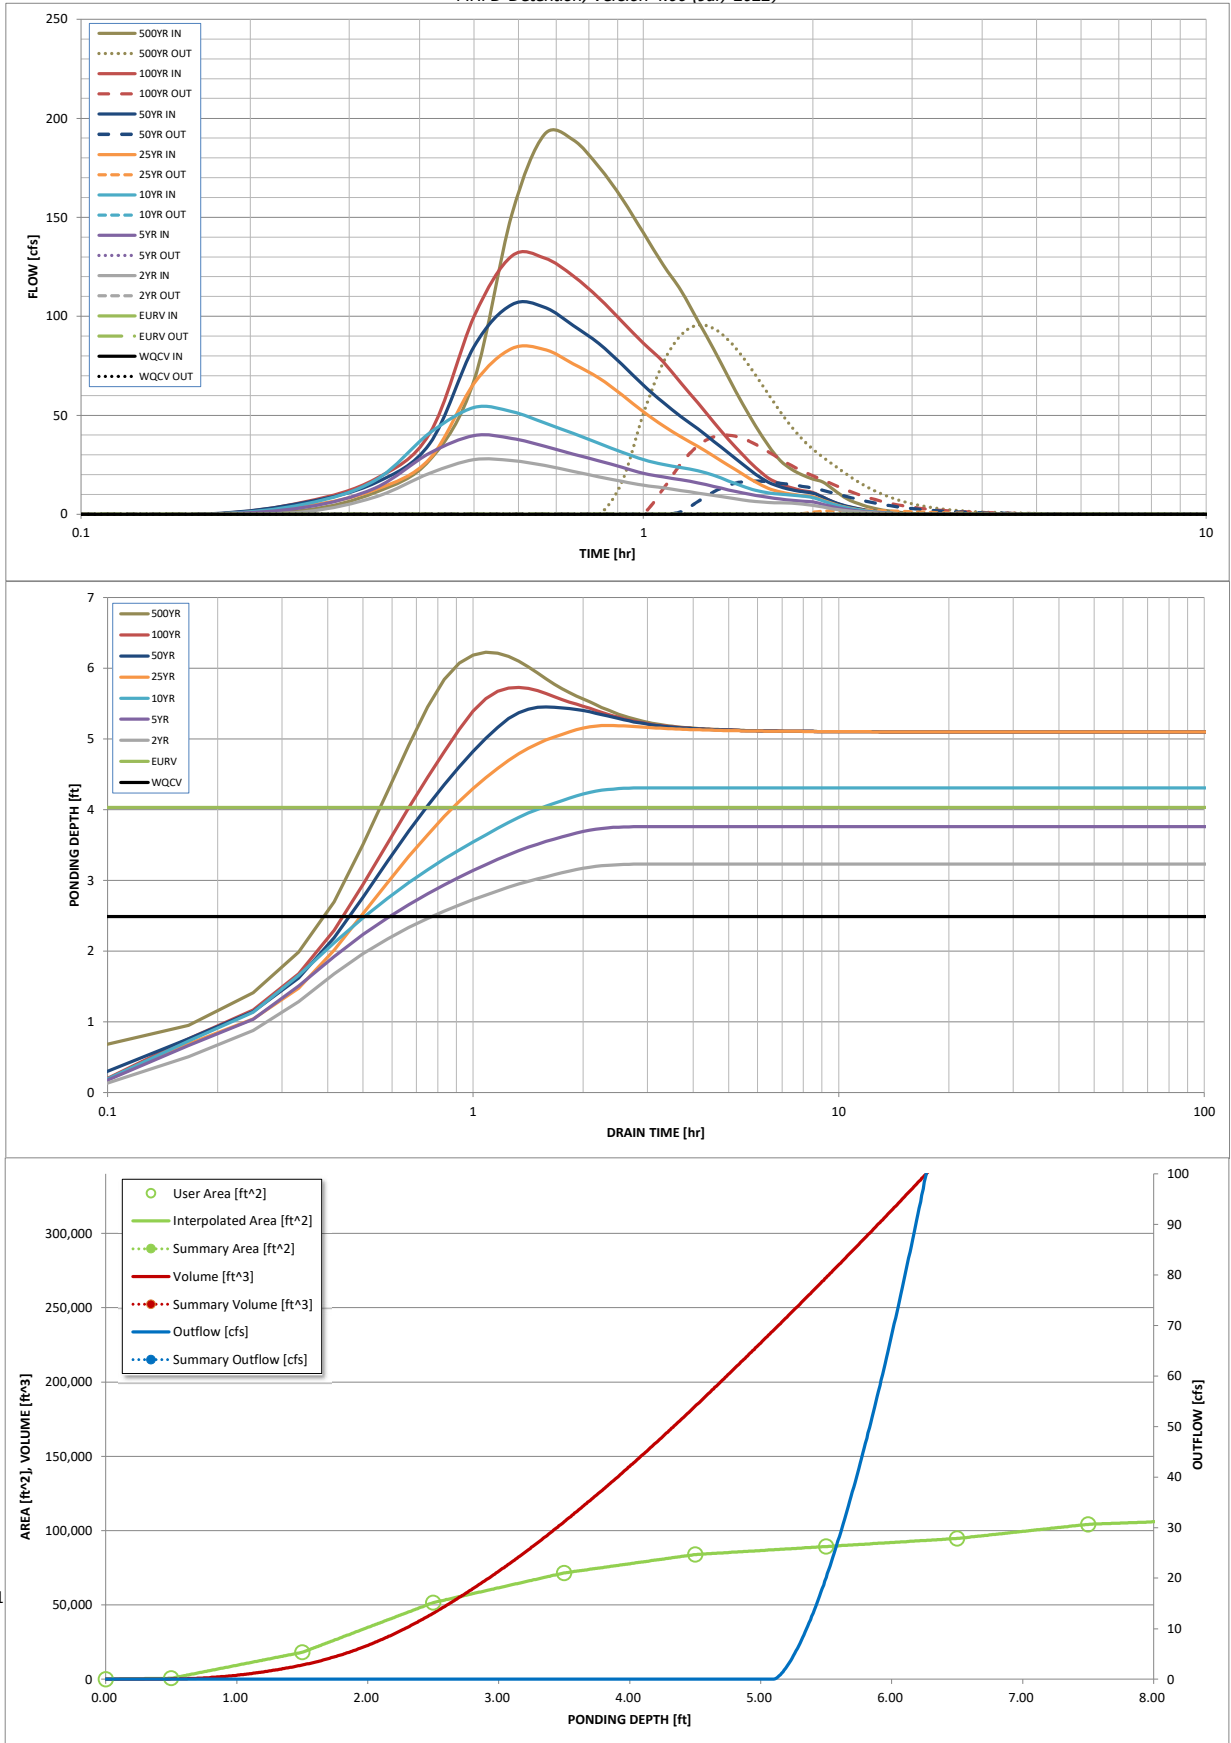 250
200
150
100
50
0
FLOW [cfs]
500YR IN
500YR OUT
100YR IN
100YR OUT
50YR IN
50YR OUT
25YR IN
25YR OUT
10YR IN
10YR OUT
5YR IN
5YR OUT
2YR IN
2YR OUT
EURV IN
EURV OUT
WQCV IN
WQCV OUT
0.1
1
10
TIME [hr]
7
6
5
4
3
2
1
0
PONDING DEPTH [ft]
500YR
100YR
50YR
25YR
10YR
5YR
2YR
EURV
WQCV
0.1
1
10
100
DRAIN TIME [hr]
User Area [ft^2]
Interpolated Area [ft^2]
Summary Area [ft^2]
Volume [ft^3]
Summary Volume [ft^3]
Outflow [cfs]
Summary Outflow [cfs]
300,000
250,000
200,000
150,000
100,000
50,000
0
AREA [ft^2], VOLUME [ft^3]
100
90
80
70
60
50
40
30
20
10
0
OUTFLOW [cfs]
0.00
1.00
2.00
3.00
4.00
5.00
6.00
7.00
8.00
PONDING DEPTH [ft]